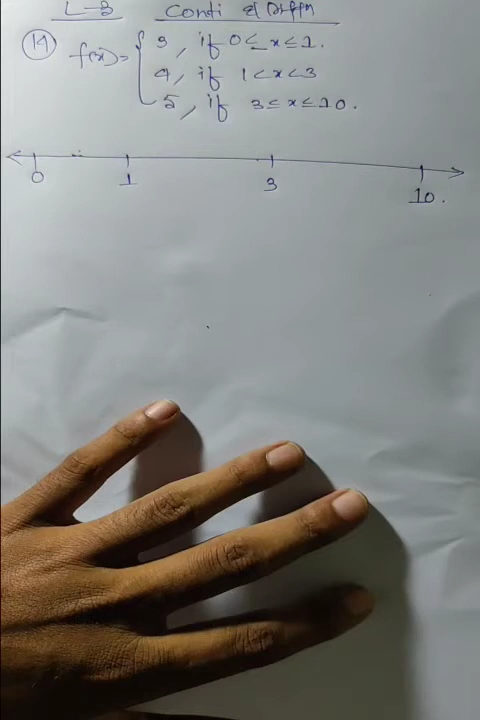 L-3 Conti & Diffn
14 f(x) = { 3, if 0 ≤ x ≤ 1.
4, if 1 < x < 3
5, if 3 ≤ x ≤ 10.
0 1 3 10.